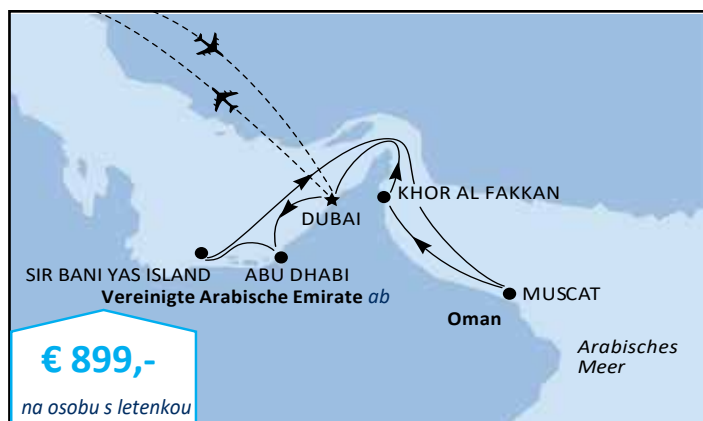 KHOR AL FAKKAN
DUBAI
SIR BANI YAS ISLAND
ABU DHABI
Vereinigte Arabische Emirate ab
MUSCAT
Oman
Arabisches
Meer
€ 899,-
na osobu s letenkou